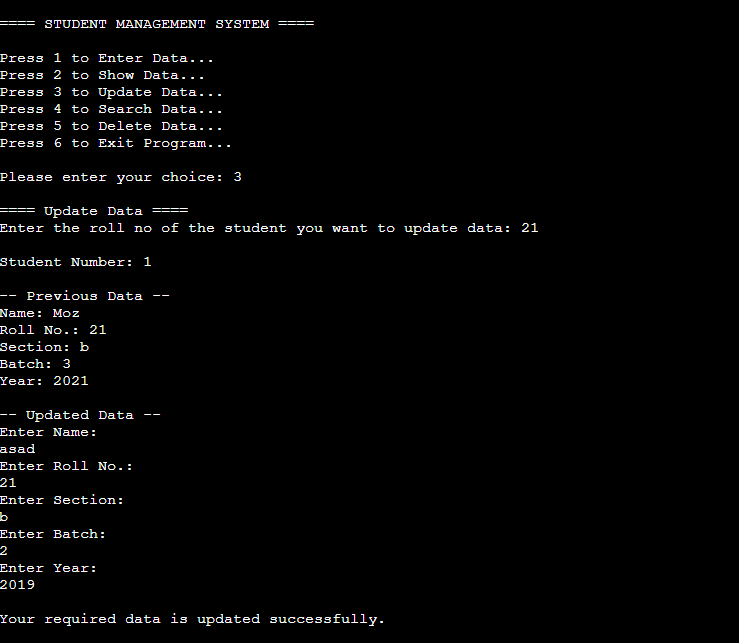 ==== STUDENT MANAGEMENT SYSTEM ====
Press 1 to Enter Data...
Press 2 to Show Data...
Press 3 to Update Data...
Press 4 to Search Data...
Press 5 to Delete Data...
Press 6 to Exit Program...
Please enter your choice: 3
==== Update Data ====
Enter the roll no of the student you want to update data: 21
Student Number: 1
-- Previous Data --
Name: Moz
Roll No.: 21
Section: b
Batch: 3
Year: 2021
-- Updated Data --
Enter Name:
asad
Enter Roll No.:
21
Enter Section:
b
Enter Batch:
2
Enter Year:
2019
Your required data is updated successfully.